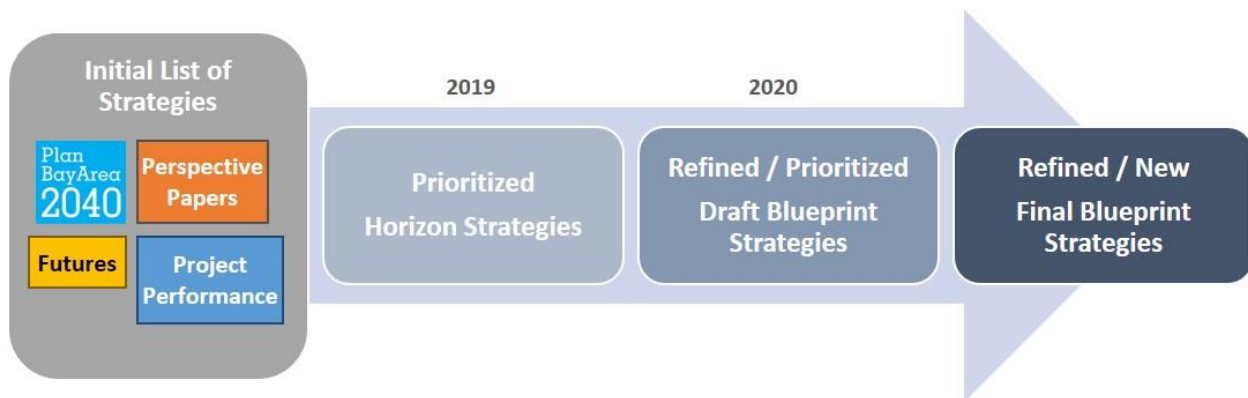 Initial List of
Strategies
Plan
BayArea
2040
Perspective
Papers
Futures
Project
Performance
2019
2020
Prioritized
Horizon Strategies
Refined / Prioritized
Draft Blueprint
Strategies
Refined / New
Final Blueprint
Strategies